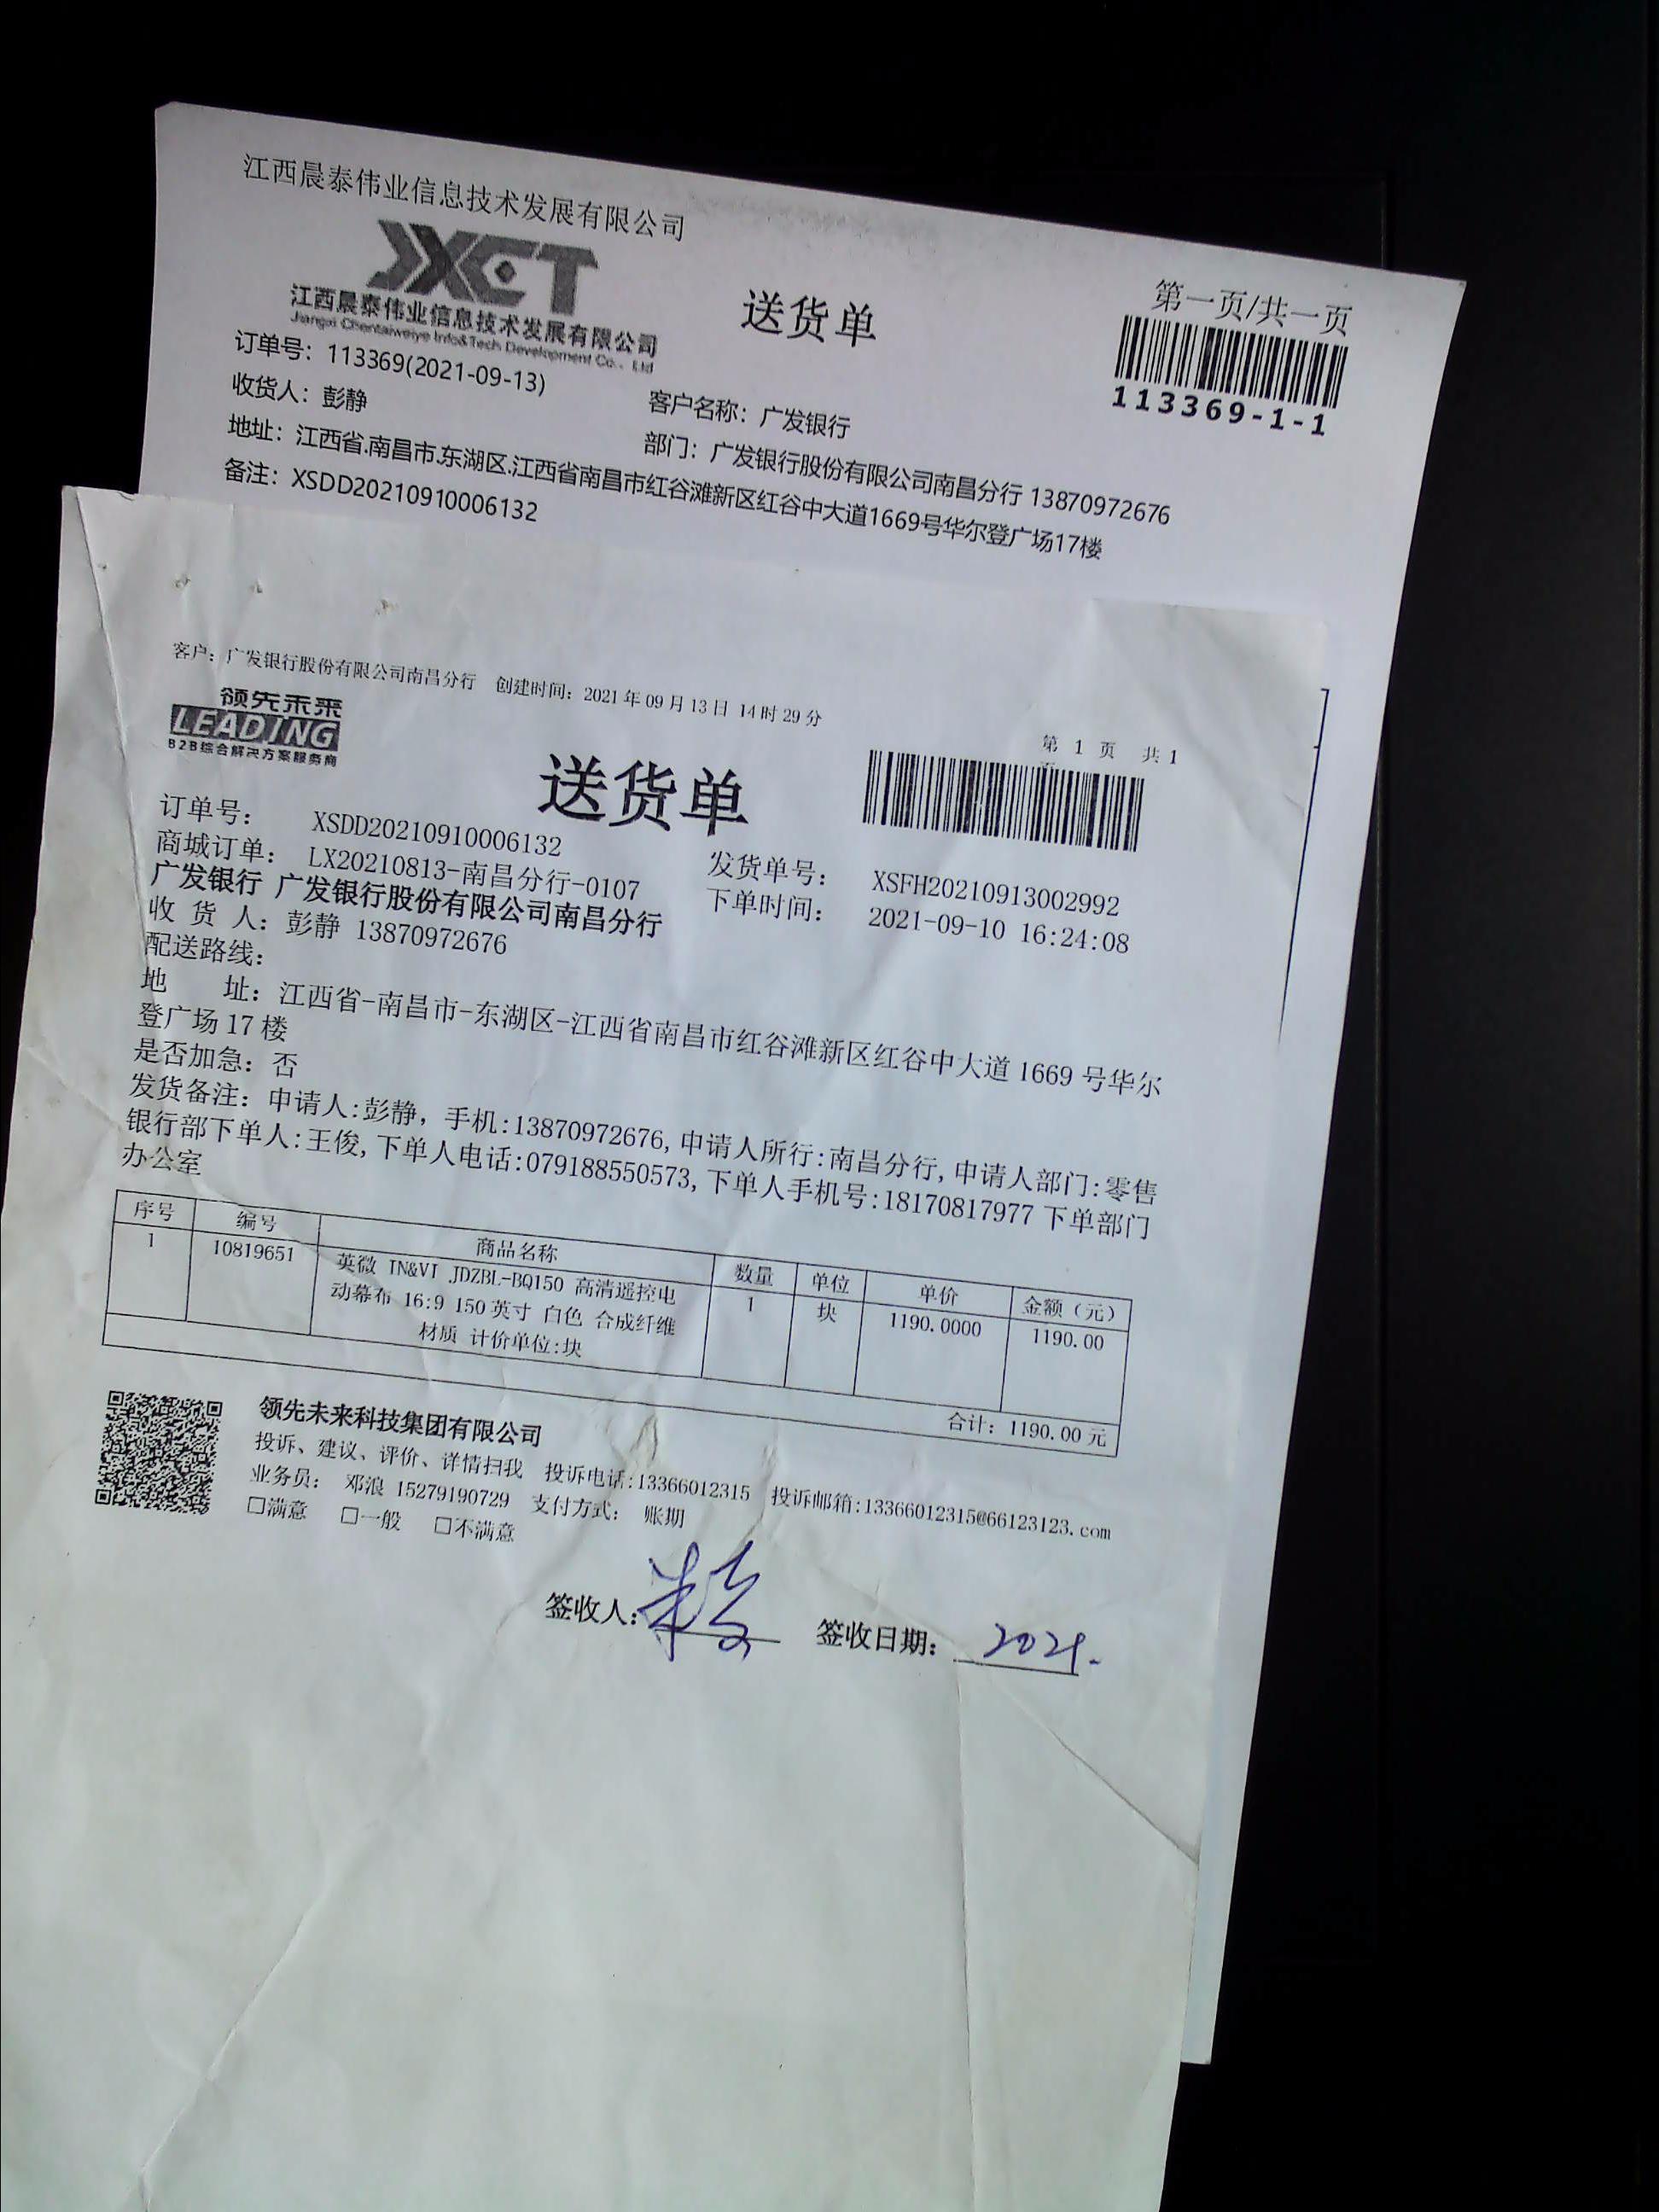 江西晨泰伟业信息技术发展有限公司
JXCT
江西晨泰伟业信息技术发展有限公司
Jiangxi Chentaiweiye Info&Tech Development Co., Ltd
送货单
第一页/共一页
113369-1-1
订单号：113369(2021-09-13)
客户名称：广发银行
收货人：彭静
部门：广发银行股份有限公司南昌分行 13870972676
地址：江西省.南昌市.东湖区.江西省南昌市红谷滩新区红谷中大道1669号华尔登广场17楼
备注：XSDD20210910006132
客户：广发银行股份有限公司南昌分行 创建时间：2021 年 09 月 13 日 14 时 29 分
领先未来
LEADING
B2B综合解决方案服务商
第 1 页 共 1
页
送货单
订单号： XSDD20210910006132
发货单号： XSFH20210913002992
商城订单： LX20210813-南昌分行-0107
下单时间： 2021-09-10 16:24:08
广发银行 广发银行股份有限公司南昌分行
收 货 人：彭静 13870972676
配送路线：
地 址：江西省-南昌市-东湖区-江西省南昌市红谷滩新区红谷中大道 1669 号华尔
登广场 17 楼
是否加急：否
发货备注：申请人:彭静，手机:13870972676,申请人所行:南昌分行,申请人部门:零售
银行部下单人:王俊,下单人电话:079188550573,下单人手机号:18170817977 下单部门
办公室
序号 编号 商品名称 数量 单位 单价 金额（元）
1 10819651 英微 IN&VI JDZBL-BQ150 高清遥控电 1 块 1190.0000 1190.00
动幕布 16:9 150 英寸 白色 合成纤维
材质 计价单位:块
合计：1190.00 元
领先未来科技集团有限公司
投诉、建议、评价、详情扫我 投诉电话:13366012315 投诉邮箱:13366012315@66123123.com
业务员： 邓浪 15279190729 支付方式： 账期
□满意 □一般 □不满意
签收人： 签收日期： 2021.